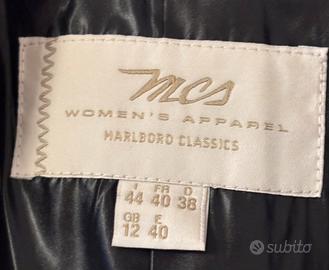 mcs
WOMEN'S APPAREL
MARLBORO CLASSICS
I FR D
44 40 38
GB E
12 40
subito